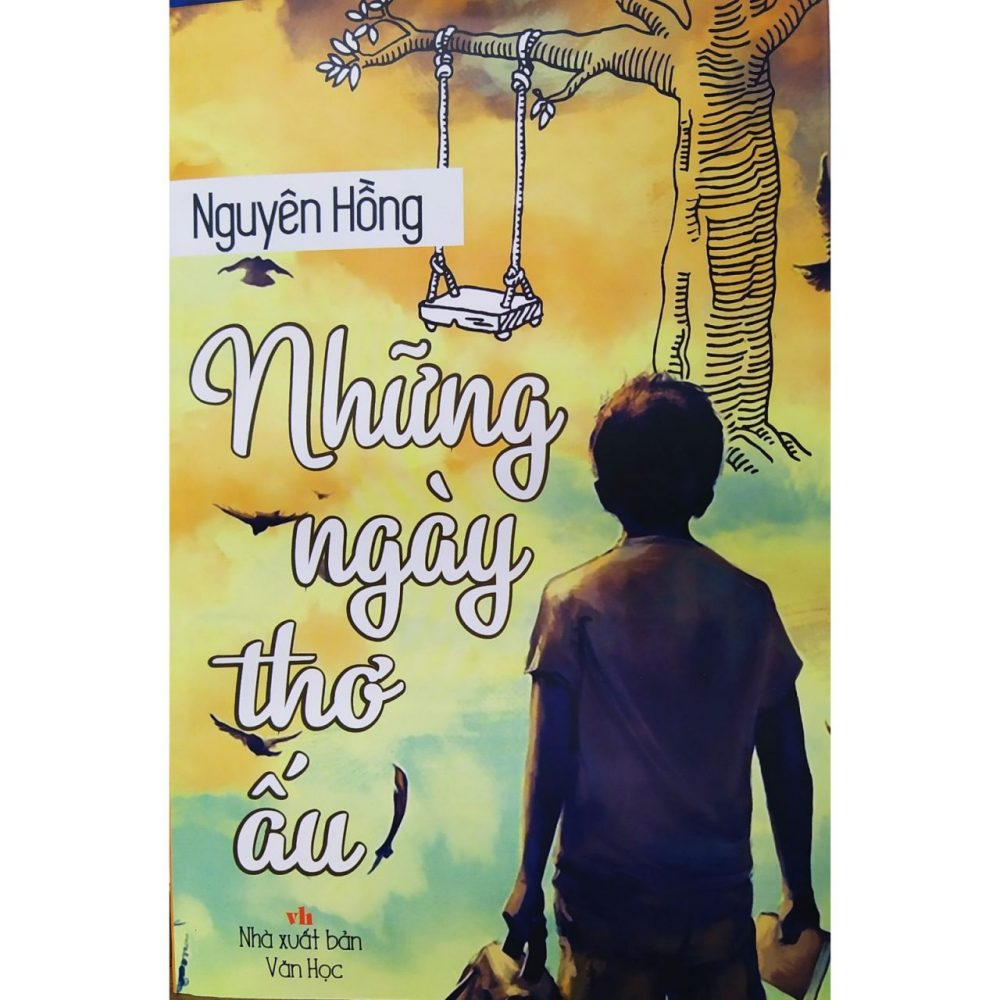 Nguyên Hồng
Những
ngày
thơ
ấu
vh
Nhà xuất bản
Văn Học